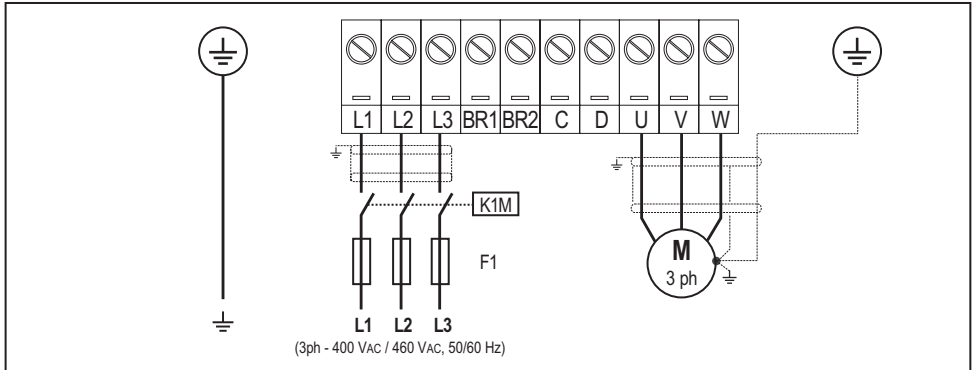 L1 L2 L3 BR1 BR2 C D U V W
K1M
F1
M
3 ph
L1 L2 L3
(3ph - 400 VAC / 460 VAC, 50/60 Hz)